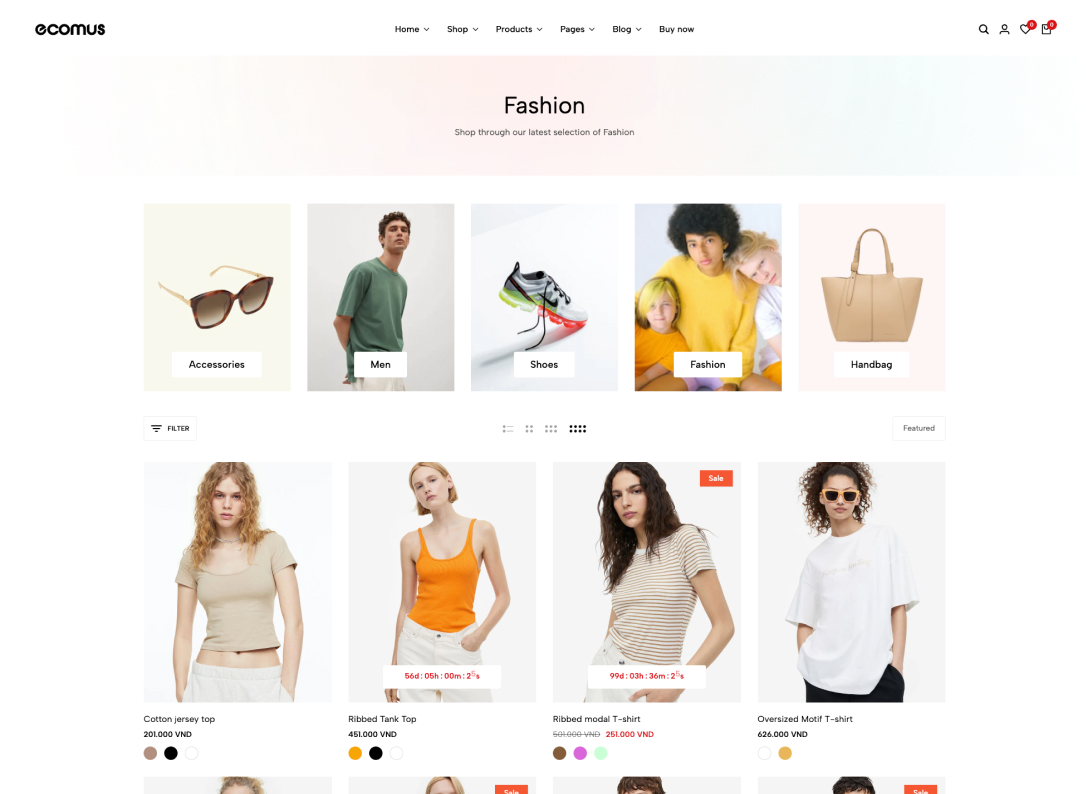 ecomus
Home Shop Products Pages Blog Buy now
0 0
Fashion
Shop through our latest selection of Fashion
Accessories Men Shoes Fashion Handbag
FILTER
Featured
Sale
56d : 05h : 00m : 2 s 99d : 03h : 36m : 2 s
Cotton jersey top Ribbed Tank Top Ribbed modal T-shirt Oversized Motif T-shirt
201.000 VND 451.000 VND 501.000 VND 251.000 VND 626.000 VND
Sale Sale